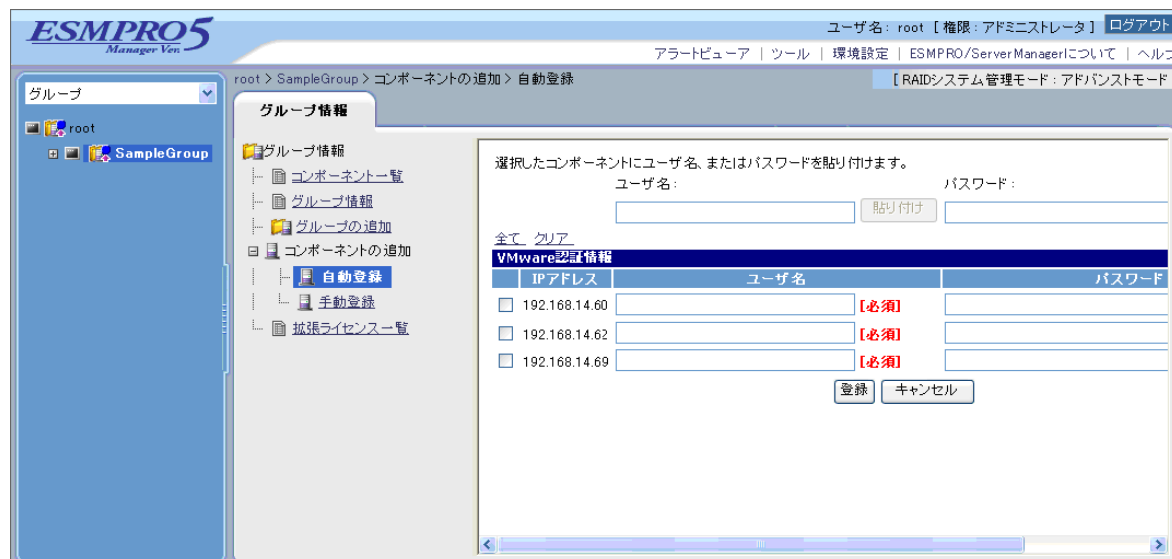 ESMPRO5
Manager Ver.
ユーザ名: root [ 権限 : アドミニストレータ ] ログアウト
アラートビューア | ツール | 環境設定 | ESMPRO/ServerManagerについて | ヘルプ
グループ
root
SampleGroup
root > SampleGroup > コンポーネントの追加 > 自動登録
[ RAIDシステム管理モード : アドバンストモード
グループ情報
グループ情報
コンポーネント一覧
グループ情報
グループの追加
コンポーネントの追加
自動登録
手動登録
拡張ライセンス一覧
選択したコンポーネントにユーザ名、またはパスワードを貼り付けます。
ユーザ名: パスワード:
貼り付け
全て クリア
VMware認証情報
IPアドレス ユーザ名 パスワード
192.168.14.60 [必須]
192.168.14.62 [必須]
192.168.14.69 [必須]
登録 キャンセル